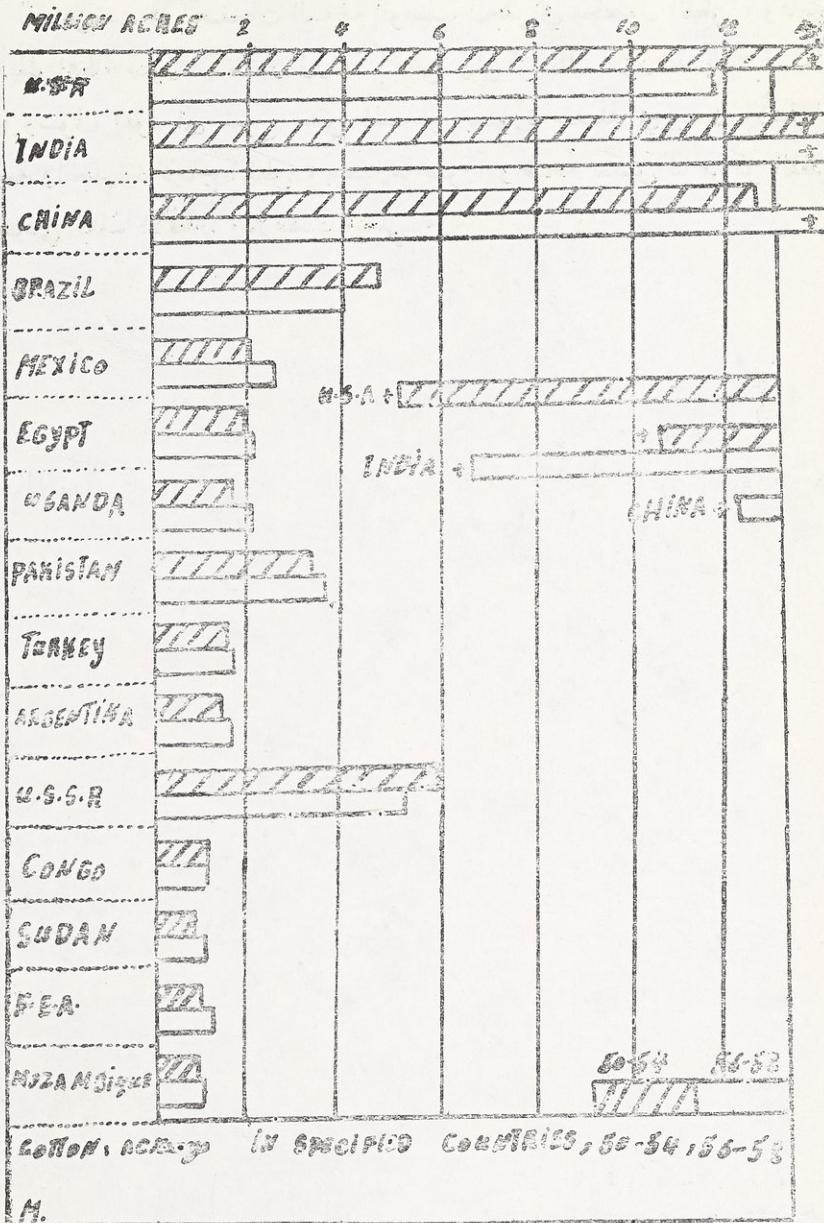 MILLION ACRES 2 4 6 8 10 12
U.S.A
INDIA
CHINA
BRAZIL
MEXICO
U.S.A +
EGYPT
INDIA +
CHINA +
UGANDA
PAKISTAN
TURKEY
ARGENTINA
U.S.S.R
CONGO
SUDAN
F.E.A.
MOZAMBIQUE
50-54 56-58
COTTON, IN SPECIFIED COUNTRIES, 50-54, 56-58
M.